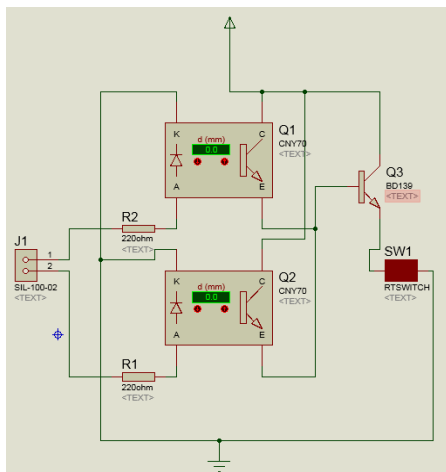 K
d (mm)
0.0
A
C
E
Q1
CNY70
<TEXT>
Q3
BD139
<TEXT>
R2
220ohm
<TEXT>
J1
1
2
SIL-100-02
<TEXT>
K
d (mm)
0.0
A
C
E
Q2
CNY70
<TEXT>
SW1
RTSWITCH
<TEXT>
R1
220ohm
<TEXT>